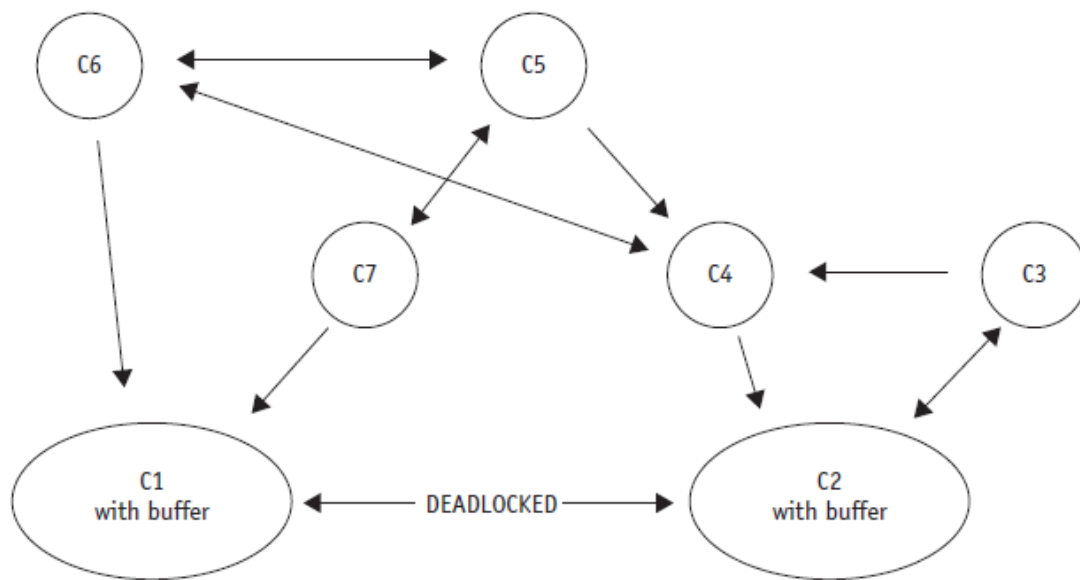 C6
C5
C7
C4
C3
C1
with buffer
DEADLOCKED
C2
with buffer